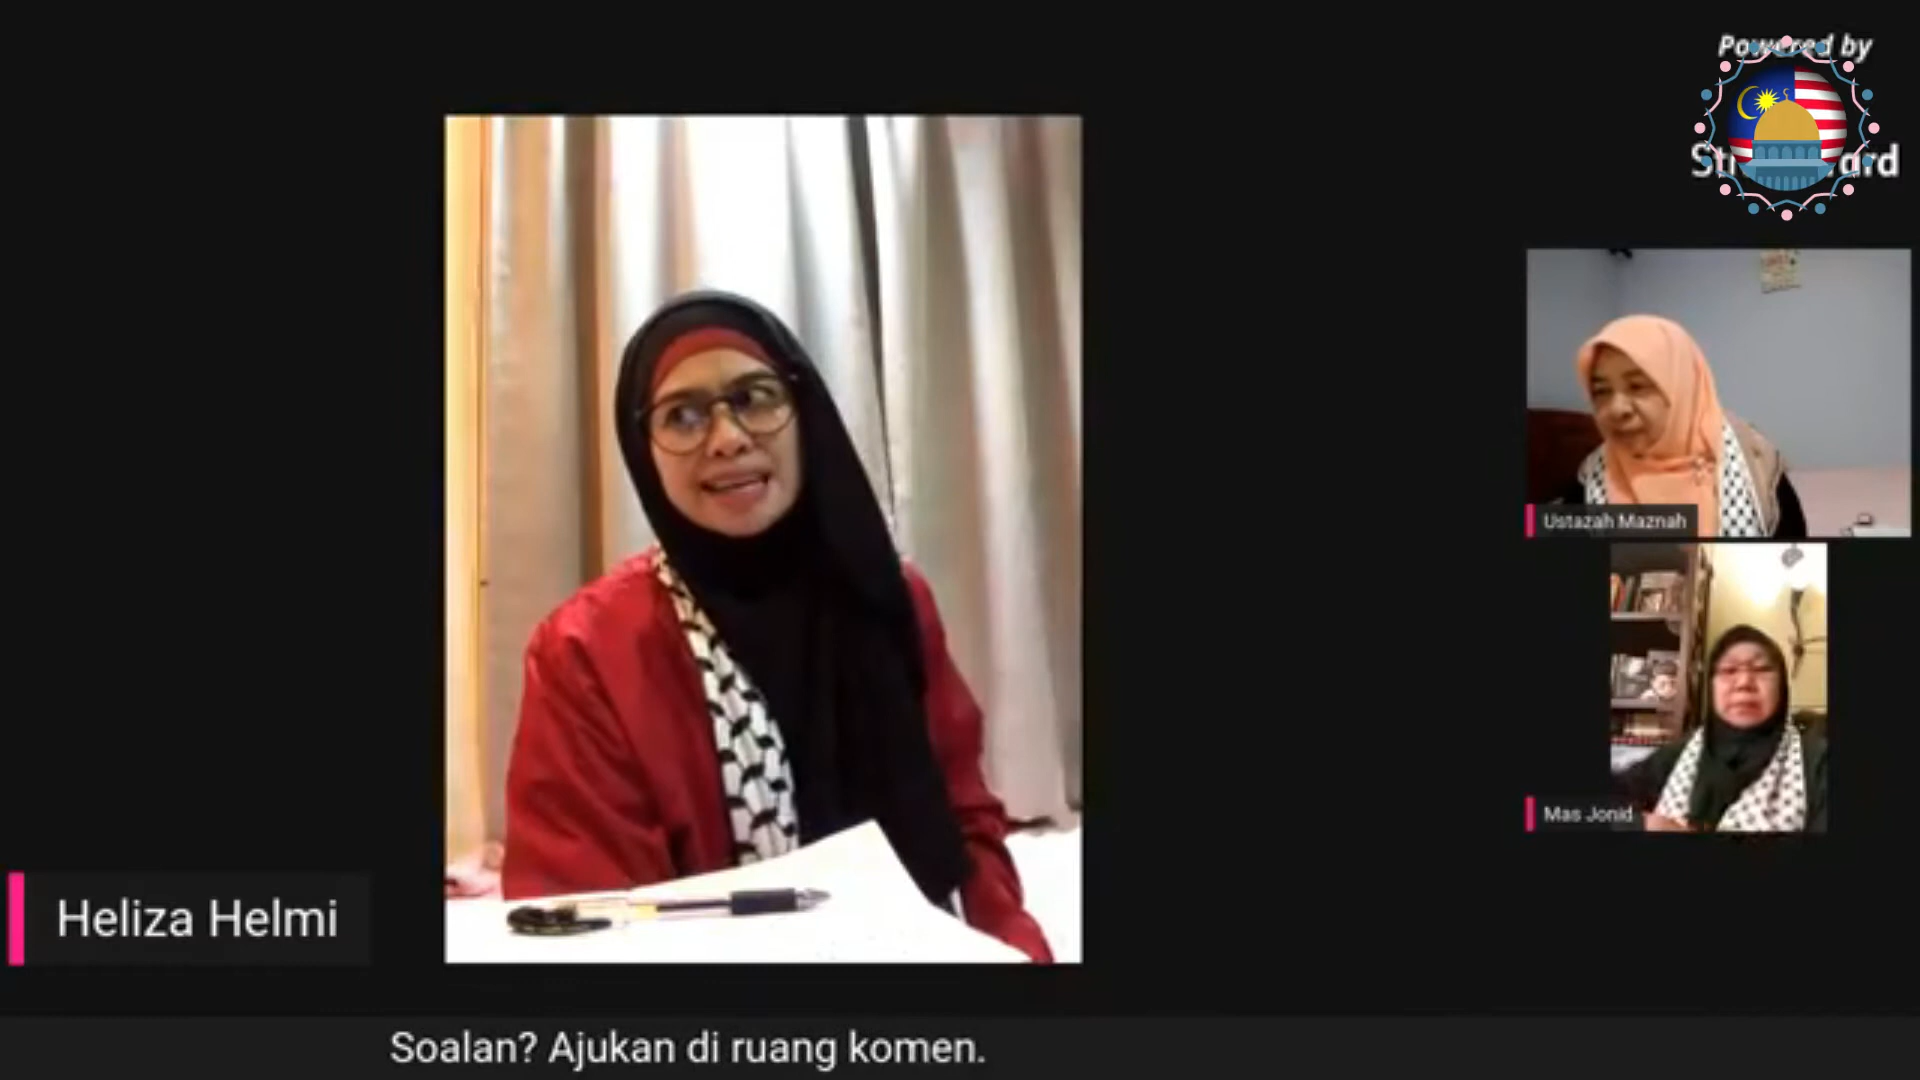 Powered by
Ustazah Maznah
Mas Jonid
Heliza Helmi
Soalan? Ajukan di ruang komen.